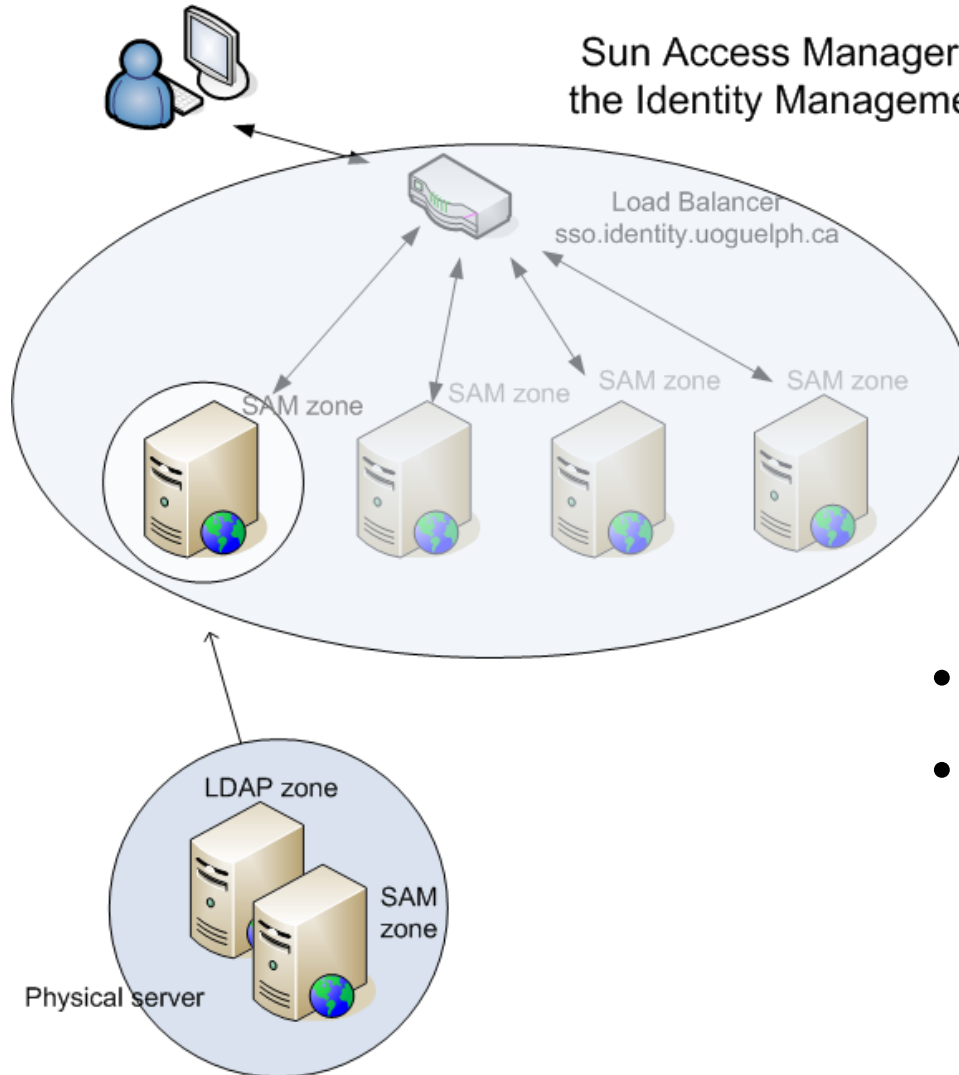 Sun Access Manager
the Identity Manageme
Load Balancer
sso.identity.uoguelph.ca
SAM zone
SAM zone
SAM zone
SAM zone
LDAP zone
SAM
zone
Physical server